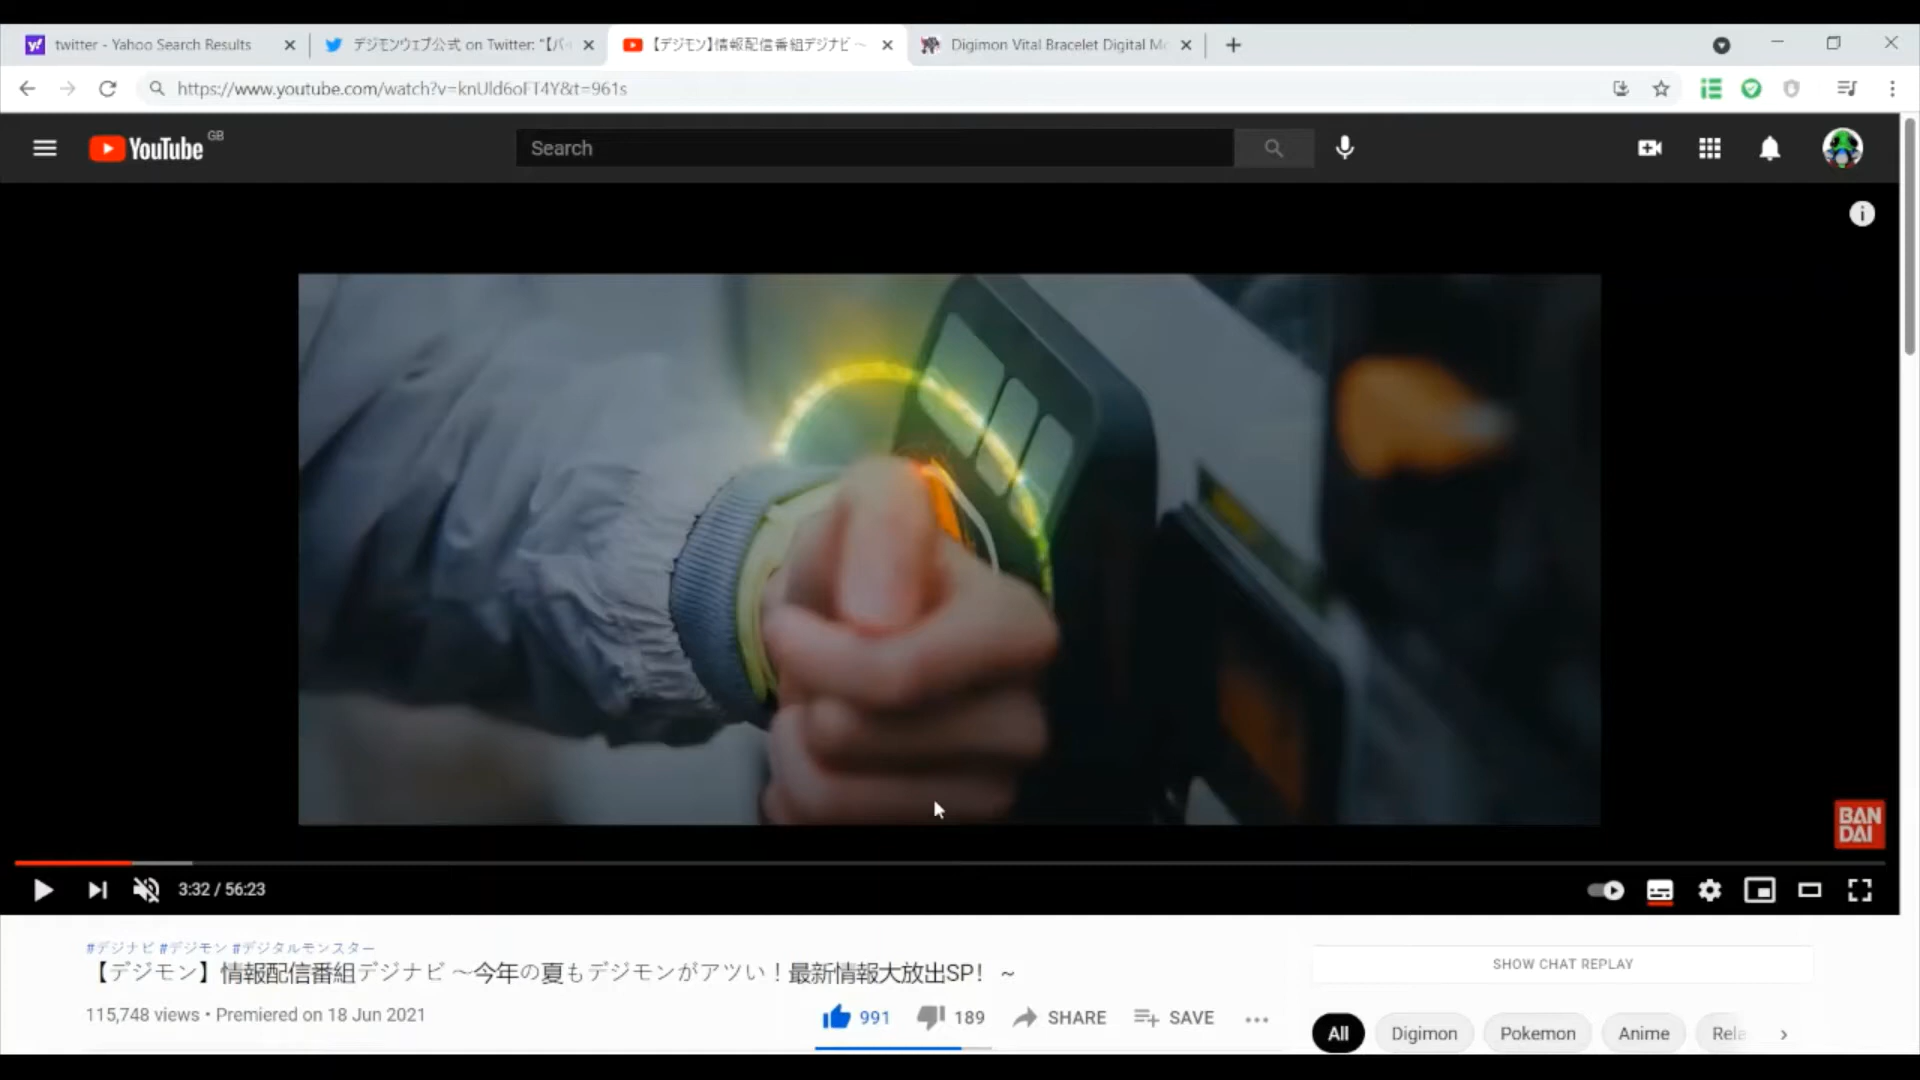 twitter - Yahoo Search Results
デジモンウェブ公式 on Twitter: "【バイ
【デジモン】情報配信番組デジナビ ～
Digimon Vital Bracelet Digital Mo
https://www.youtube.com/watch?v=knUld6oFT4Y&t=961s
YouTube GB
Search
BAN
DAI
3:32 / 56:23
#デジナビ #デジモン #デジタルモンスター
【デジモン】情報配信番組デジナビ ～今年の夏もデジモンがアツい！最新情報大放出SP！ ~
115,748 views • Premiered on 18 Jun 2021
991
189
SHARE
SAVE
SHOW CHAT REPLAY
All
Digimon
Pokemon
Anime
Rela